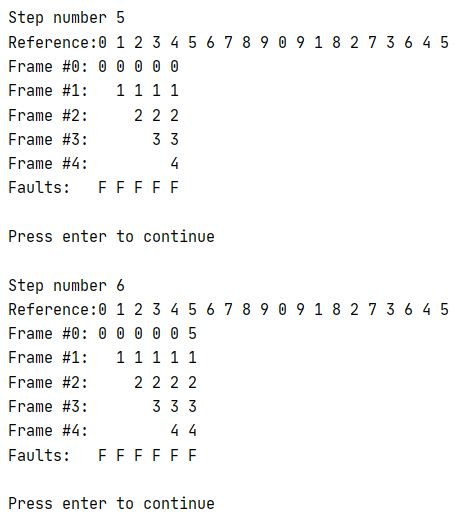 Step number 5
Reference:0 1 2 3 4 5 6 7 8 9 0 9 1 8 2 7 3 6 4 5
Frame #0: 0 0 0 0 0
Frame #1:   1 1 1 1
Frame #2:     2 2 2
Frame #3:       3 3
Frame #4:         4
Faults:   F F F F F
Press enter to continue
Step number 6
Reference:0 1 2 3 4 5 6 7 8 9 0 9 1 8 2 7 3 6 4 5
Frame #0: 0 0 0 0 0 5
Frame #1:   1 1 1 1 1
Frame #2:     2 2 2 2
Frame #3:       3 3 3
Frame #4:         4 4
Faults:   F F F F F F
Press enter to continue